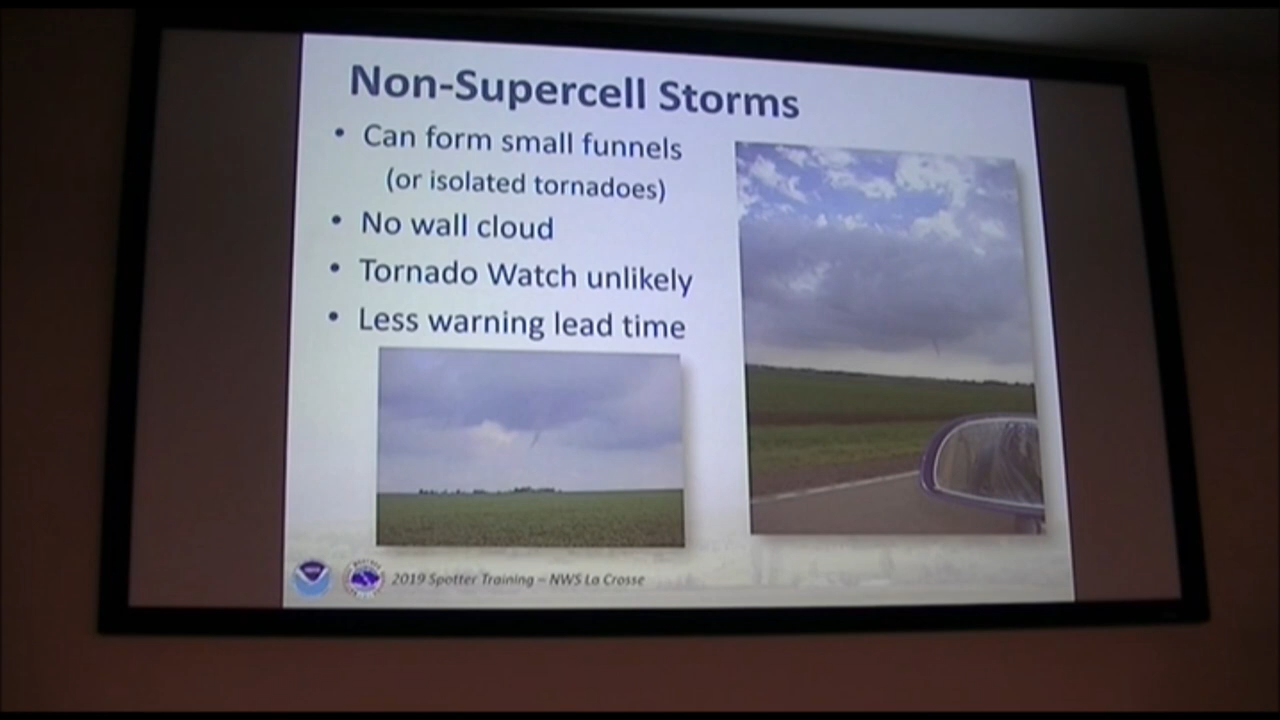 Non-Supercell Storms
• Can form small funnels
(or isolated tornadoes)
• No wall cloud
• Tornado Watch unlikely
• Less warning lead time
2019 Spotter Training – NWS La Crosse